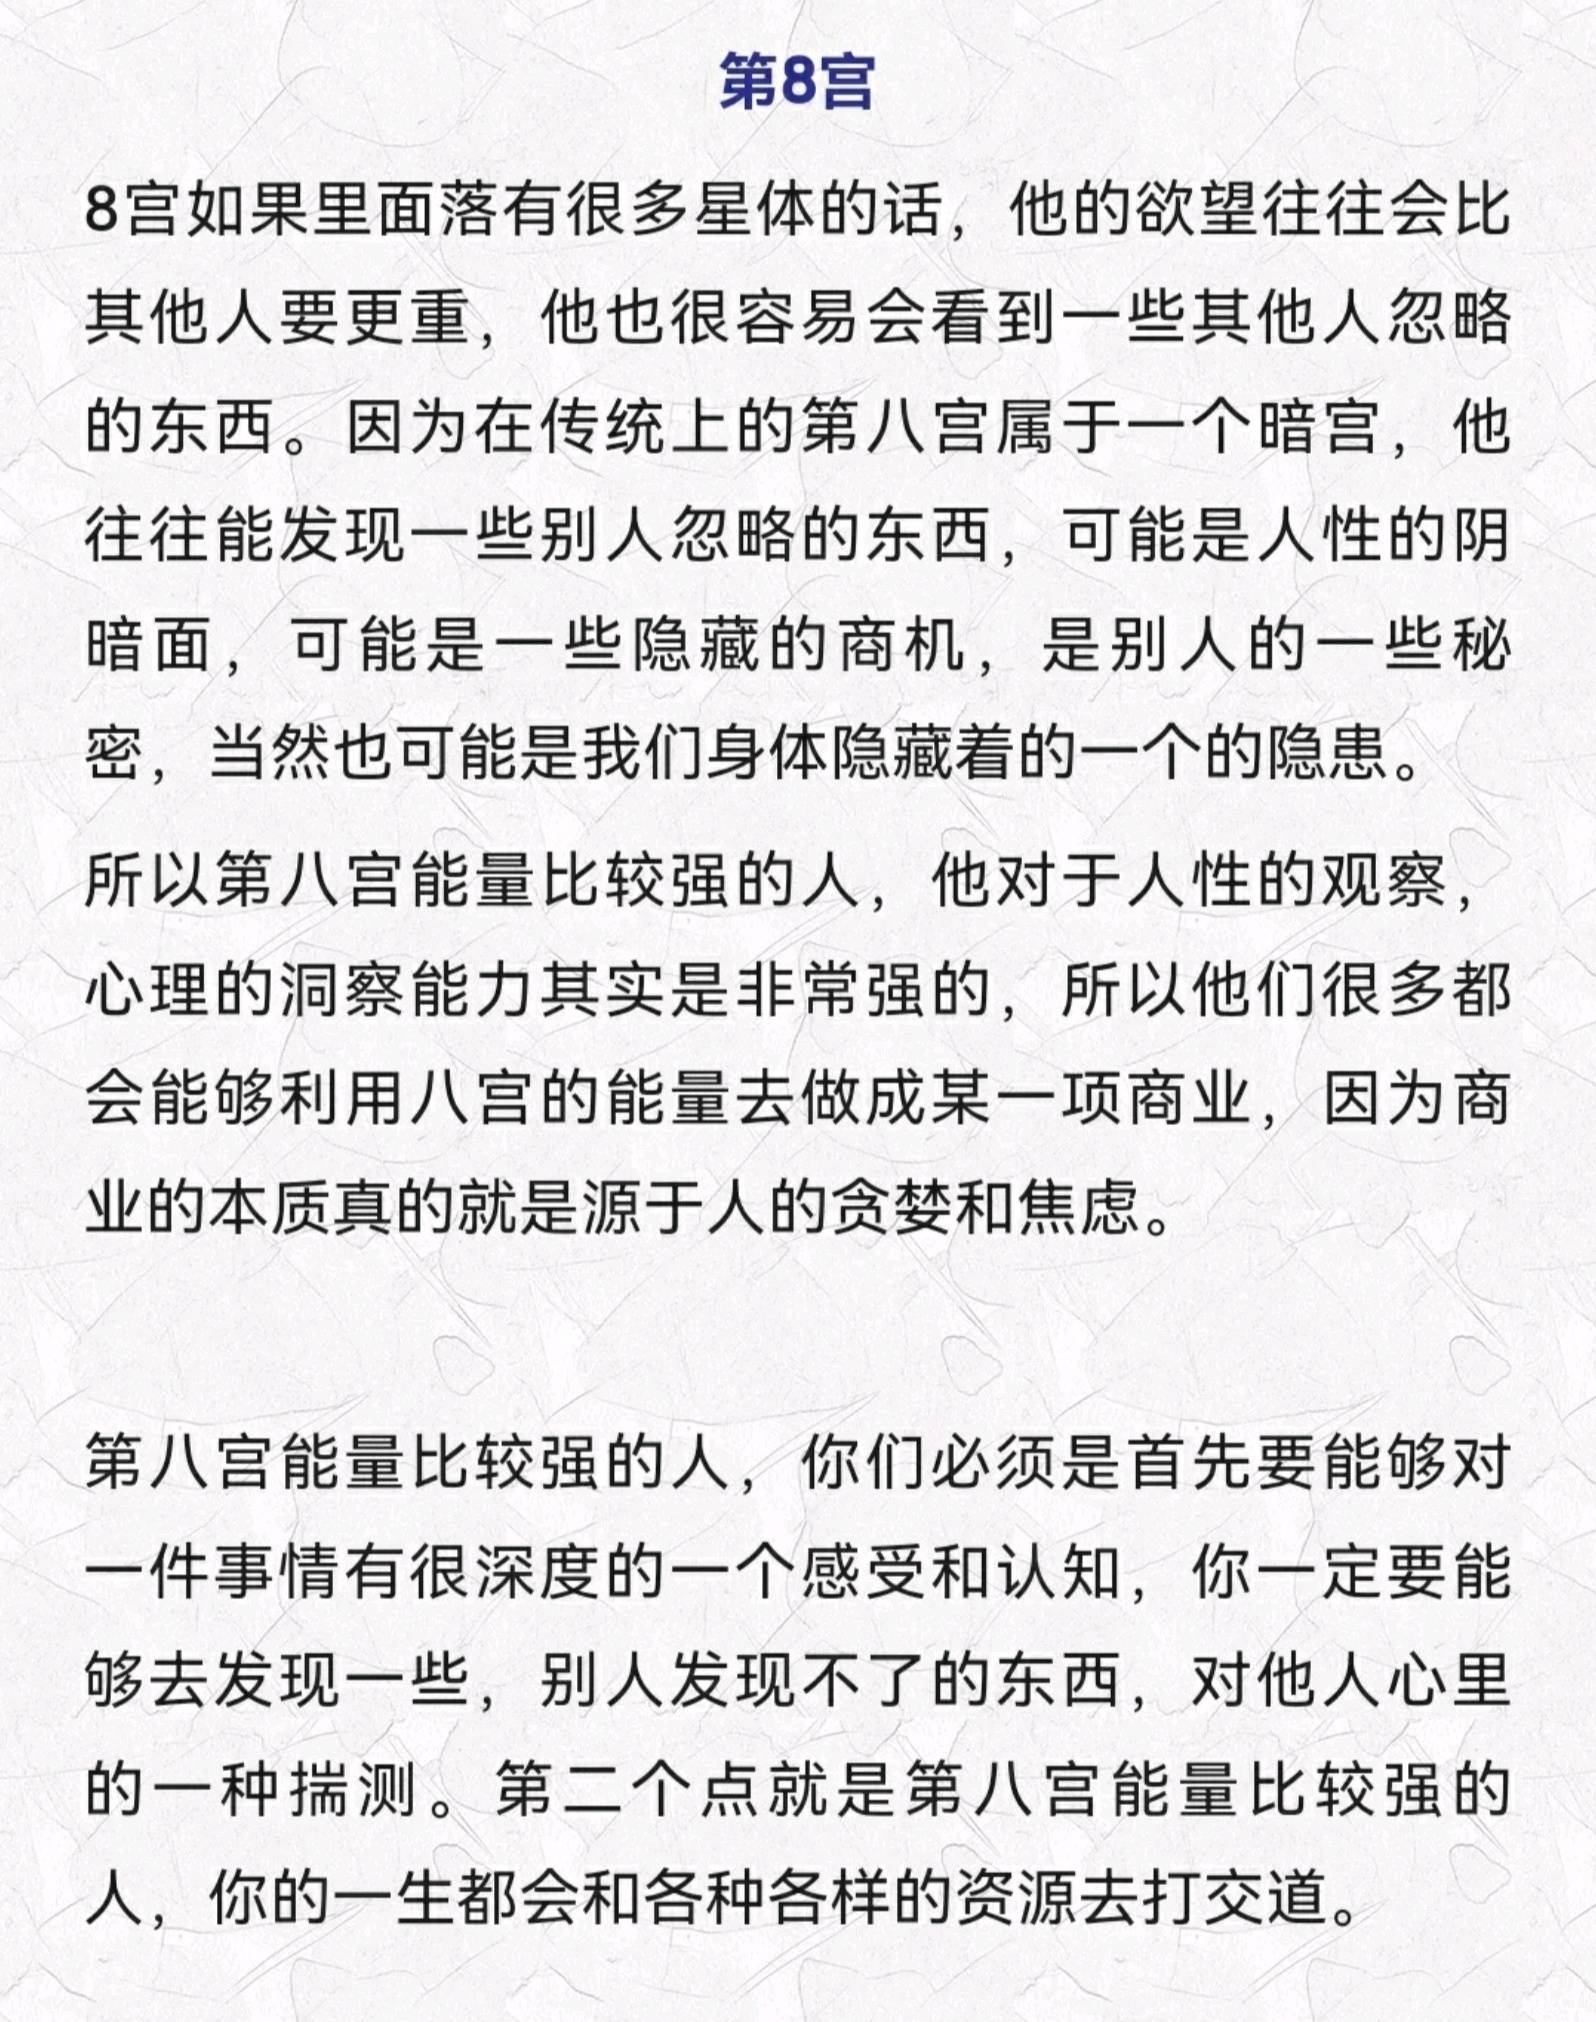 第8宫
8宫如果里面落有很多星体的话，他的欲望往往会比
其他人要更重，他也很容易会看到一些其他人忽略
的东西。因为在传统上的第八宫属于一个暗宫，他
往往能发现一些别人忽略的东西，可能是人性的阴
暗面，可能是一些隐藏的商机，是别人的一些秘
密，当然也可能是我们身体隐藏着的一个的隐患。
所以第八宫能量比较强的人，他对于人性的观察，
心理的洞察能力其实是非常强的，所以他们很多都
会能够利用八宫的能量去做成某一项商业，因为商
业的本质真的就是源于人的贪婪和焦虑。
第八宫能量比较强的人，你们必须是首先要能够对
一件事情有很深度的一个感受和认知，你一定要能
够去发现一些，别人发现不了的东西，对他人心里
的一种揣测。第二个点就是第八宫能量比较强的
人，你的一生都会和各种各样的资源去打交道。